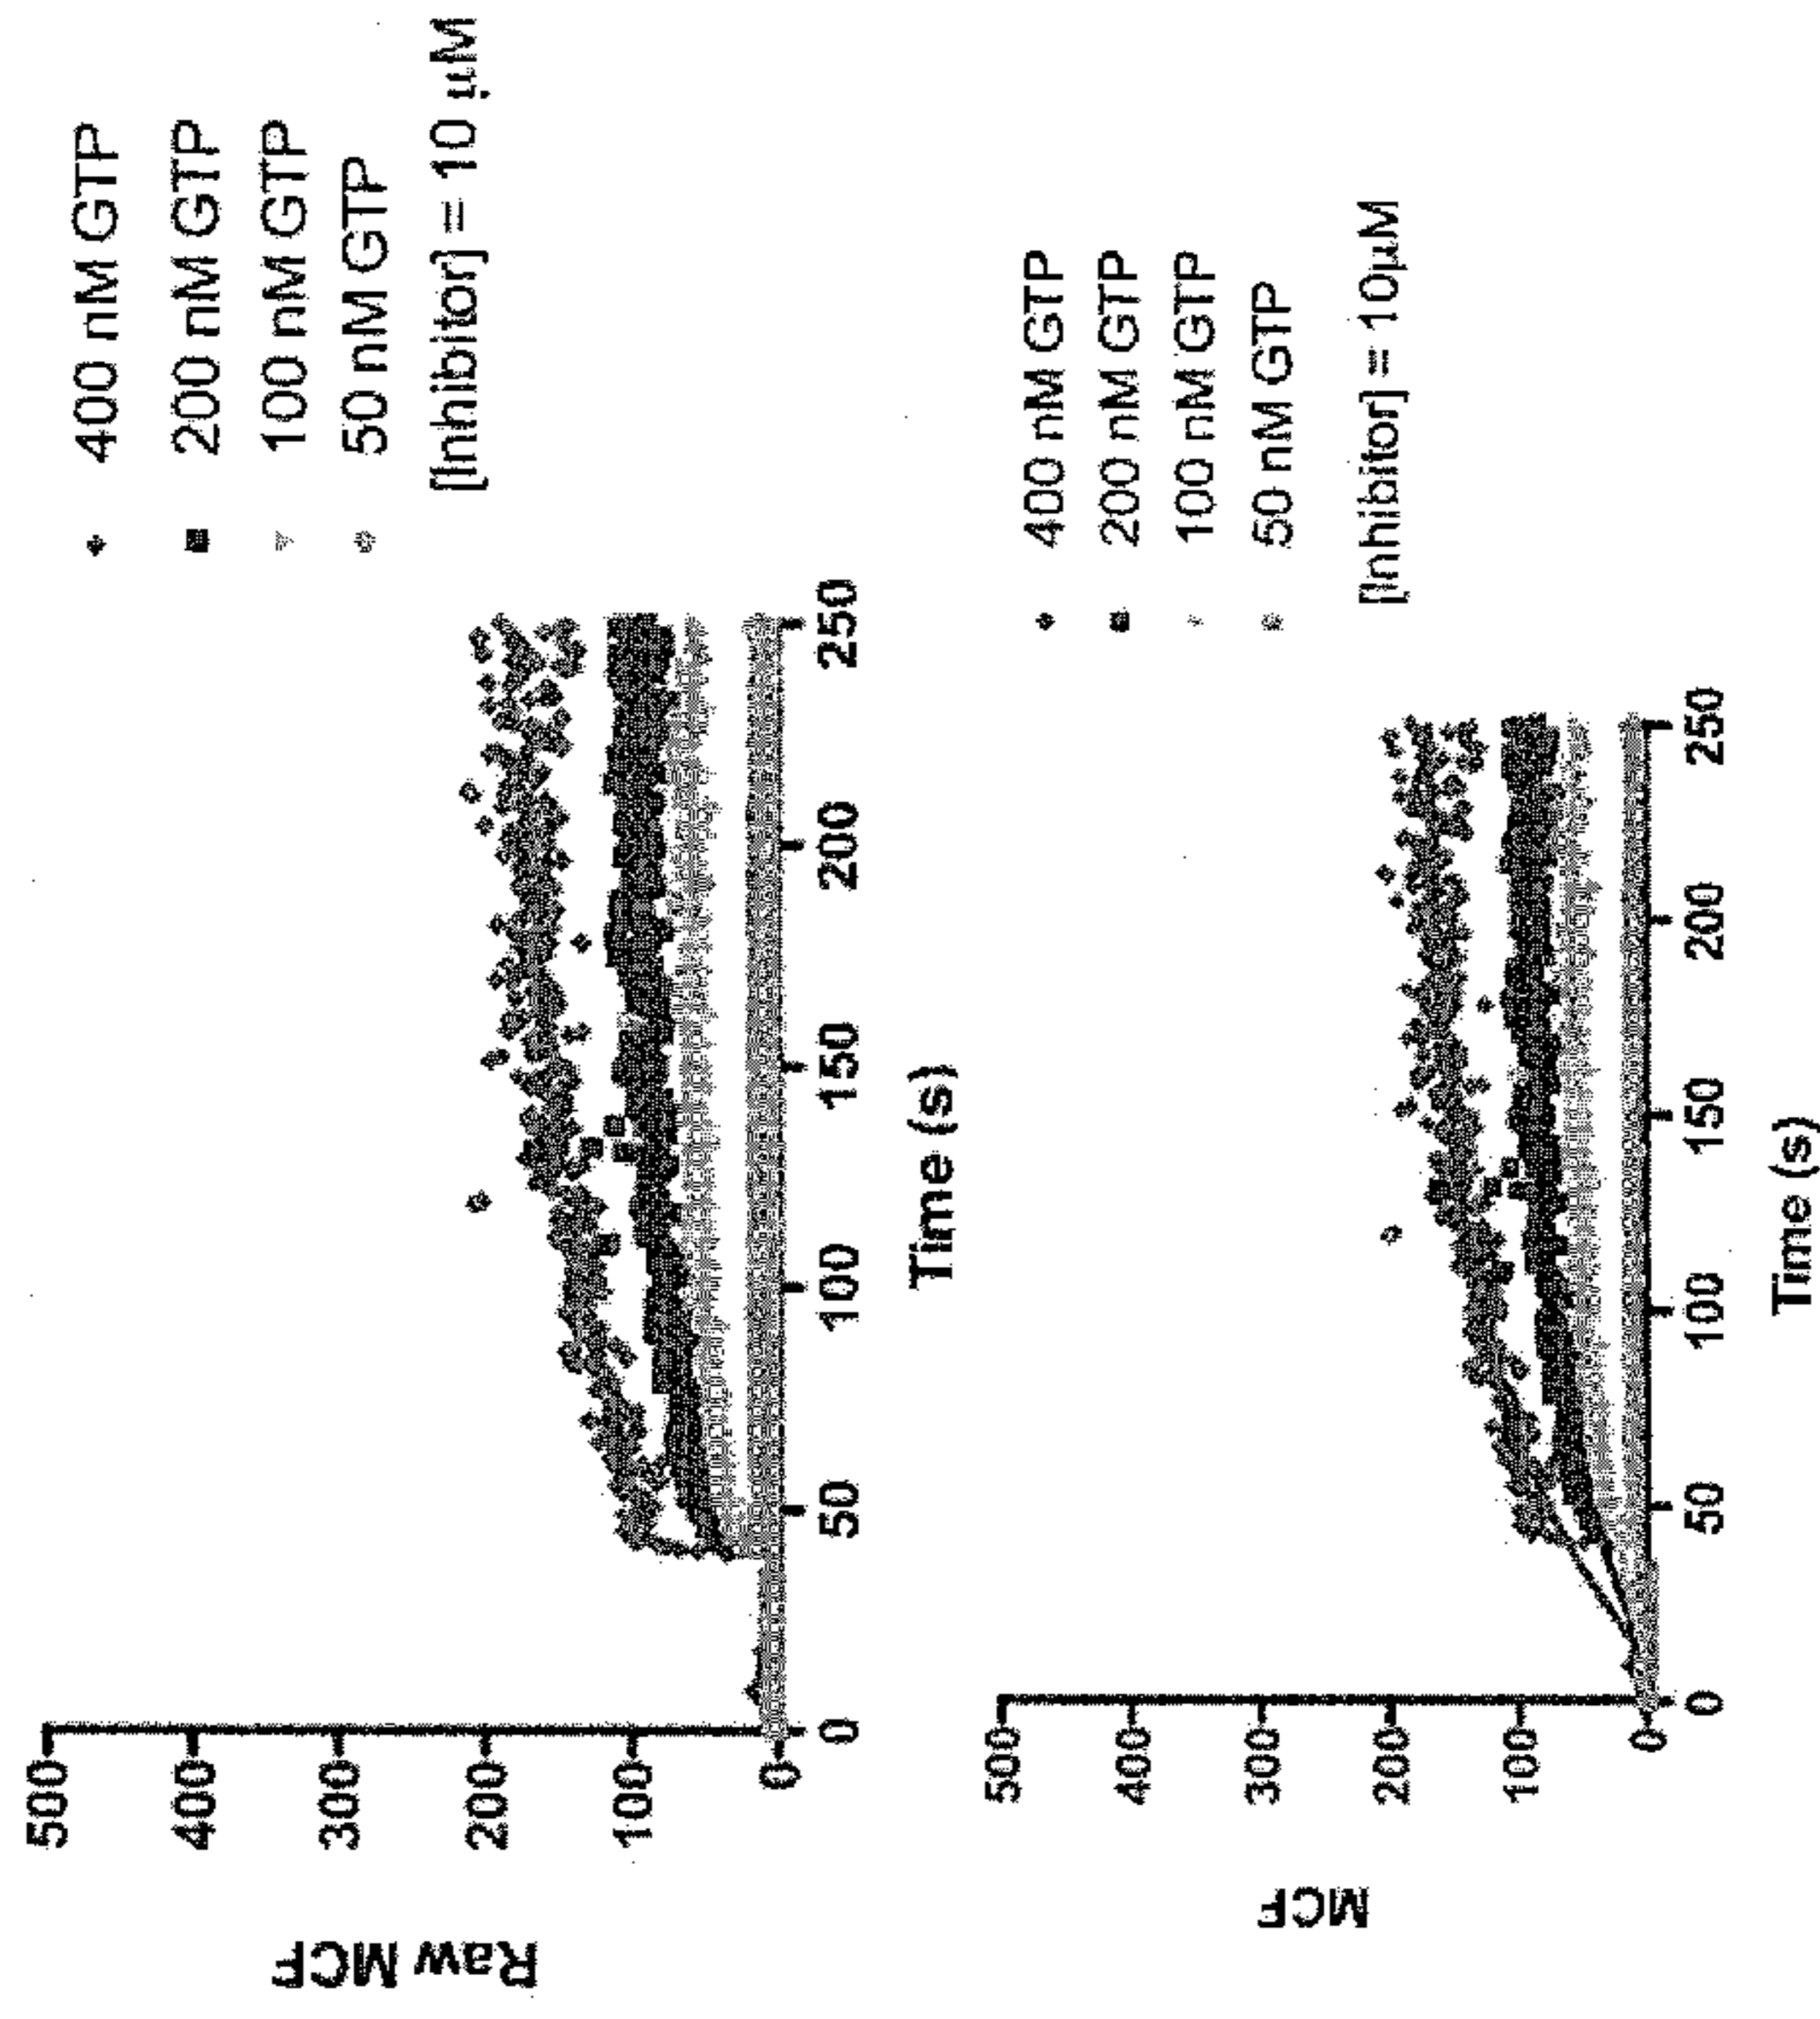 Raw MCF
500
400
300
200
100
0
0
50
100
150
200
250
Time (s)
400 nM GTP
200 nM GTP
100 nM GTP
50 nM GTP
[Inhibitor] = 10 µM
MCF
500
400
300
200
100
0
0
50
100
150
200
250
Time (s)
400 nM GTP
200 nM GTP
100 nM GTP
50 nM GTP
[Inhibitor] = 10µM